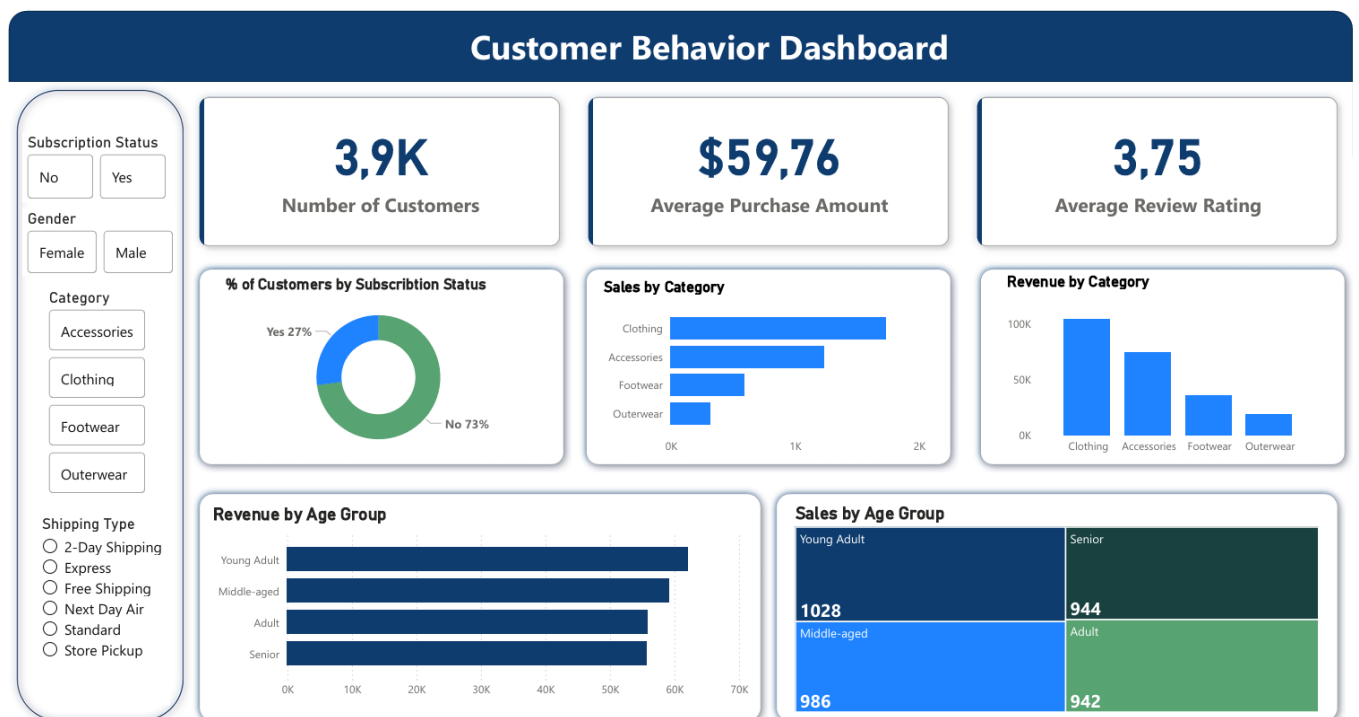 Customer Behavior Dashboard
Subscription Status
No
Yes
Gender
Female
Male
Category
Accessories
Clothing
Footwear
Outerwear
Shipping Type
2-Day Shipping
Express
Free Shipping
Next Day Air
Standard
Store Pickup
3,9K
Number of Customers
$59,76
Average Purchase Amount
3,75
Average Review Rating
% of Customers by Subscribtion Status
Yes 27%
No 73%
Sales by Category
Clothing
Accessories
Footwear
Outerwear
0K 1K 2K
Revenue by Category
100K
50K
0K
Clothing Accessories Footwear Outerwear
Revenue by Age Group
Young Adult
Middle-aged
Adult
Senior
0K 10K 20K 30K 40K 50K 60K 70K
Sales by Age Group
Young Adult
1028
Senior
944
Middle-aged
986
Adult
942